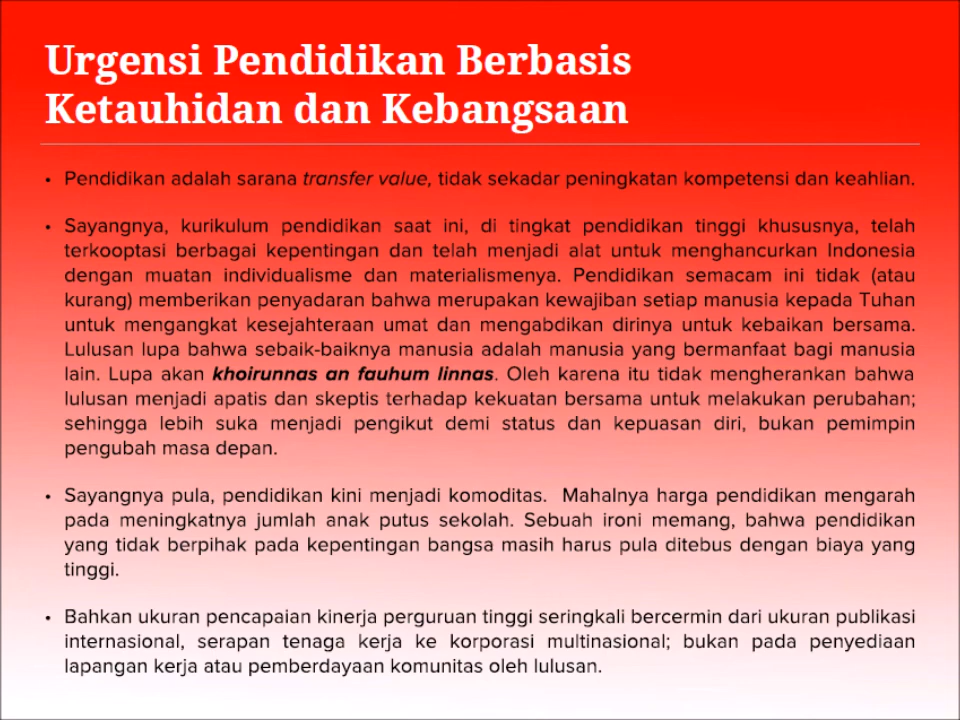 Urgensi Pendidikan Berbasis
Ketauhidan dan Kebangsaan
• Pendidikan adalah sarana transfer value, tidak sekadar peningkatan kompetensi dan keahlian.
• Sayangnya, kurikulum pendidikan saat ini, di tingkat pendidikan tinggi khususnya, telah
terkooptasi berbagai kepentingan dan telah menjadi alat untuk menghancurkan Indonesia
dengan muatan individualisme dan materialismenya. Pendidikan semacam ini tidak (atau
kurang) memberikan penyadaran bahwa merupakan kewajiban setiap manusia kepada Tuhan
untuk mengangkat kesejahteraan umat dan mengabdikan dirinya untuk kebaikan bersama.
Lulusan lupa bahwa sebaik-baiknya manusia adalah manusia yang bermanfaat bagi manusia
lain. Lupa akan khoirunnas an fauhum linnas. Oleh karena itu tidak mengherankan bahwa
lulusan menjadi apatis dan skeptis terhadap kekuatan bersama untuk melakukan perubahan;
sehingga lebih suka menjadi pengikut demi status dan kepuasan diri, bukan pemimpin
pengubah masa depan.
• Sayangnya pula, pendidikan kini menjadi komoditas. Mahalnya harga pendidikan mengarah
pada meningkatnya jumlah anak putus sekolah. Sebuah ironi memang, bahwa pendidikan
yang tidak berpihak pada kepentingan bangsa masih harus pula ditebus dengan biaya yang
tinggi.
• Bahkan ukuran pencapaian kinerja perguruan tinggi seringkali bercermin dari ukuran publikasi
internasional, serapan tenaga kerja ke korporasi multinasional; bukan pada penyediaan
lapangan kerja atau pemberdayaan komunitas oleh lulusan.